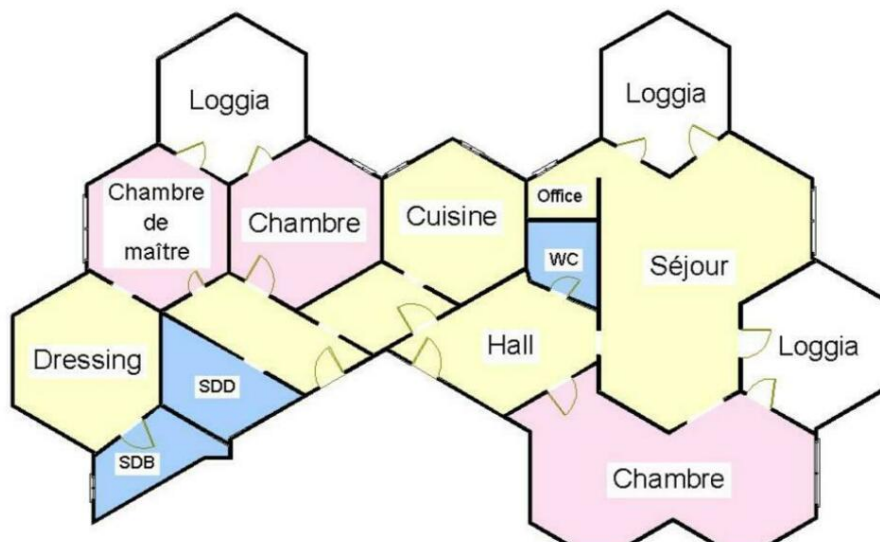 Loggia
Loggia
Chambre
de
maître
Chambre
Cuisine
Office
WC
Séjour
Dressing
SDD
Hall
Loggia
SDB
Chambre